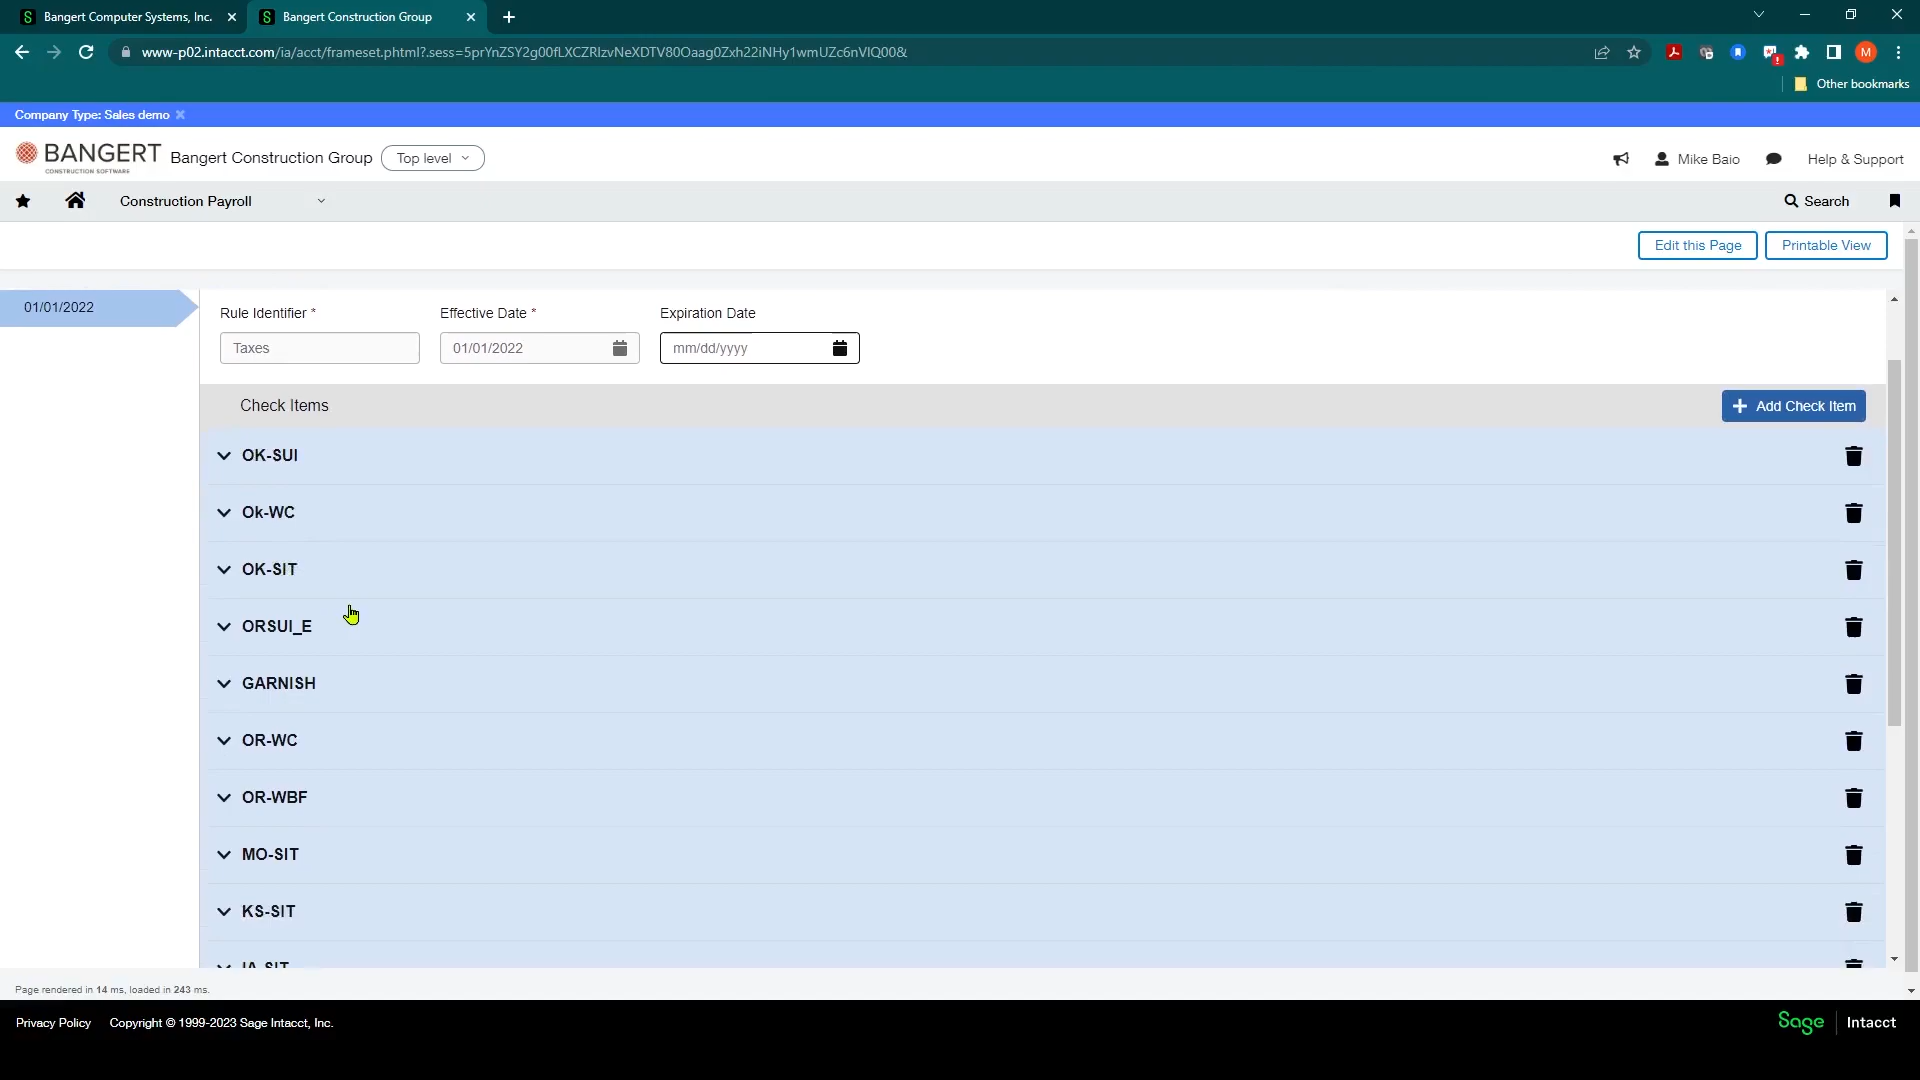 Bangert Computer Systems, Inc.
Bangert Construction Group
www-p02.intacct.com/ia/acct/frameset.phtml?.sess=5prYnZSY2g00fLXCZRIzvNeXDTV80Oaag0Zxh22iNHy1wmUZc6nVIQ00&
M
Other bookmarks
Company Type: Sales demo
BANGERT
CONSTRUCTION SOFTWARE
Bangert Construction Group
Top level
Mike Baio
Help & Support
Construction Payroll
Search
Edit this Page
Printable View
01/01/2022
Rule Identifier *
Effective Date *
Expiration Date
Taxes
01/01/2022
mm/dd/yyyy
Check Items
Add Check Item
OK-SUI
Ok-WC
OK-SIT
ORSUI_E
GARNISH
OR-WC
OR-WBF
MO-SIT
KS-SIT
IA-SIT
Page rendered in 14 ms, loaded in 243 ms.
Privacy Policy
Copyright © 1999-2023 Sage Intacct, Inc.
Sage
Intacct